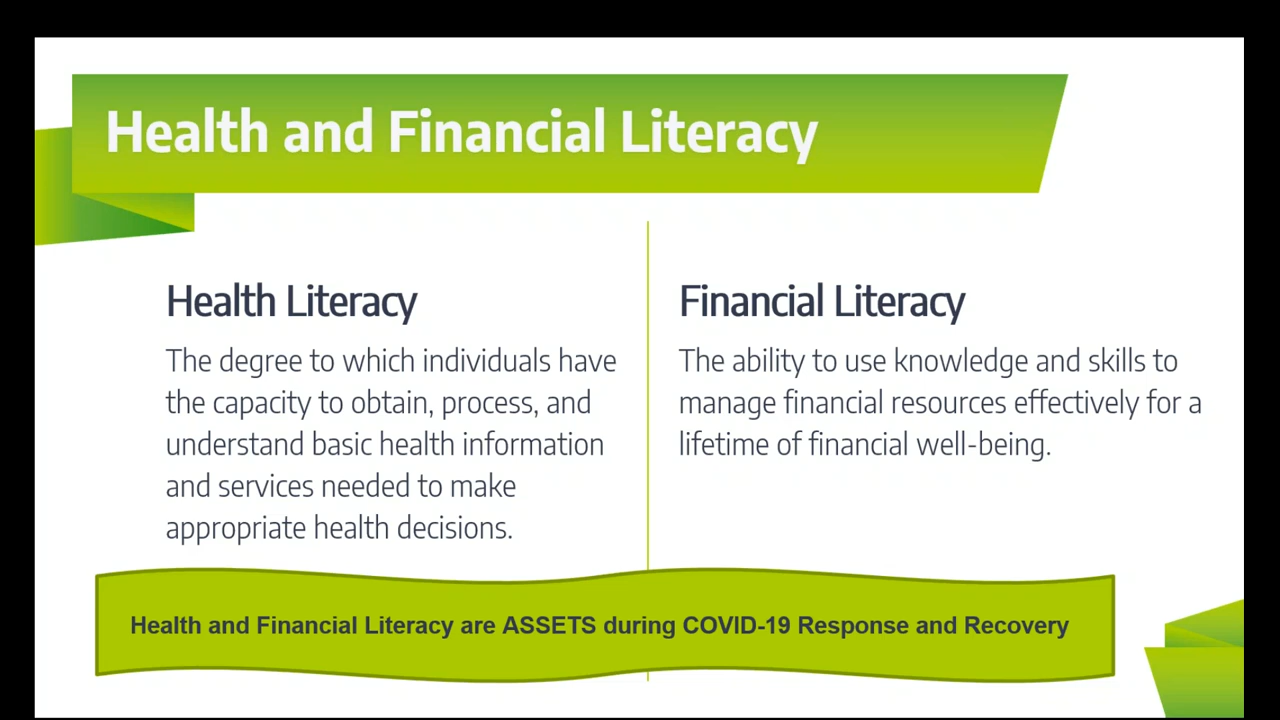 Health and Financial Literacy
Health Literacy
The degree to which individuals have
the capacity to obtain, process, and
understand basic health information
and services needed to make
appropriate health decisions.
Financial Literacy
The ability to use knowledge and skills to
manage financial resources effectively for a
lifetime of financial well-being.
Health and Financial Literacy are ASSETS during COVID-19 Response and Recovery